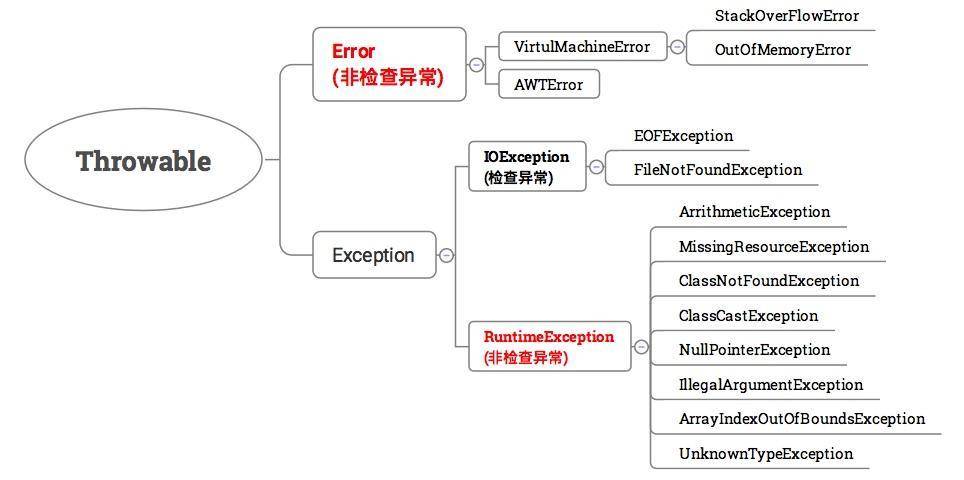 Throwable
Error
(非检查异常)
VirtulMachineError
StackOverFlowError
OutOfMemoryError
AWTError
Exception
IOException
(检查异常)
EOFException
FileNotFoundException
RuntimeException
(非检查异常)
ArrithmeticException
MissingResourceException
ClassNotFoundException
ClassCastException
NullPointerException
IllegalArgumentException
ArrayIndexOutOfBoundsException
UnknownTypeException